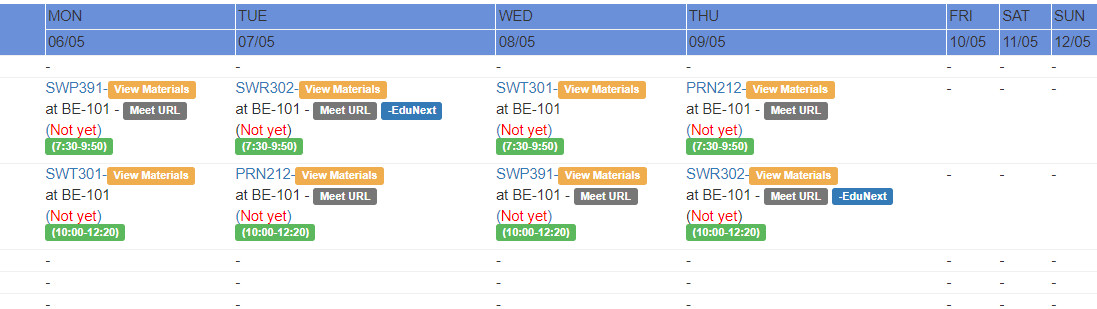 MON TUE WED THU FRI SAT SUN
06/05 07/05 08/05 09/05 10/05 11/05 12/05
- - - - - - -
SWP391-View Materials SWR302-View Materials SWT301-View Materials PRN212-View Materials - - -
at BE-101 - Meet URL at BE-101 - Meet URL -EduNext at BE-101 at BE-101 - Meet URL
(Not yet) (Not yet) (Not yet) (Not yet)
(7:30-9:50) (7:30-9:50) (7:30-9:50) (7:30-9:50)
SWT301-View Materials PRN212-View Materials SWP391-View Materials SWR302-View Materials - - -
at BE-101 at BE-101 - Meet URL at BE-101 - Meet URL at BE-101 - Meet URL -EduNext
(Not yet) (Not yet) (Not yet) (Not yet)
(10:00-12:20) (10:00-12:20) (10:00-12:20) (10:00-12:20)
- - - - - - -
- - - - - - -
- - - - - - -